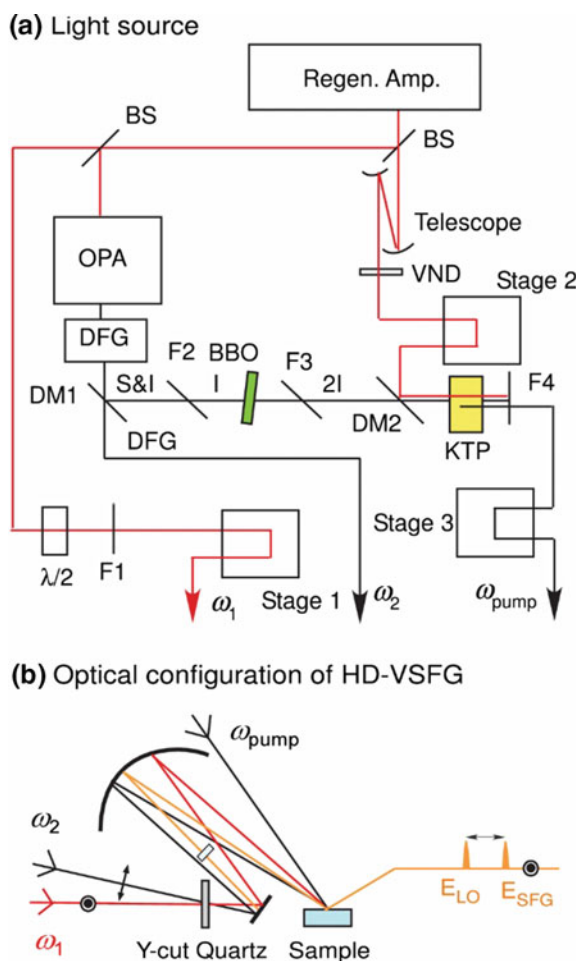 (a) Light source
Regen. Amp.
BS
BS
Telescope
OPA
VND
Stage 2
DFG
F2 BBO F3
F4
DM1 S&I I 2I
DM2
DFG
KTP
Stage 3
λ/2 F1
ω1 Stage 1 ω2 ωpump
(b) Optical configuration of HD-VSFG
ωpump
ω2
ELO ESFG
ω1
Y-cut Quartz Sample